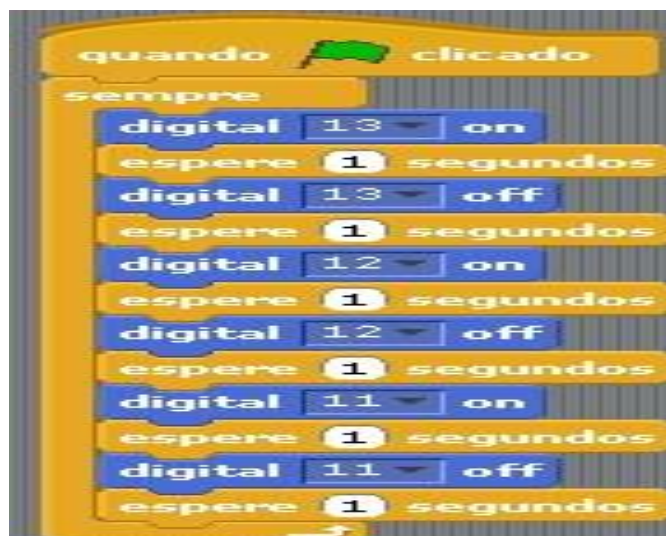 quando clicado
sempre
digital 13 on
espere 1 segundos
digital 13 off
espere 1 segundos
digital 12 on
espere 1 segundos
digital 12 off
espere 1 segundos
digital 11 on
espere 1 segundos
digital 11 off
espere 1 segundos